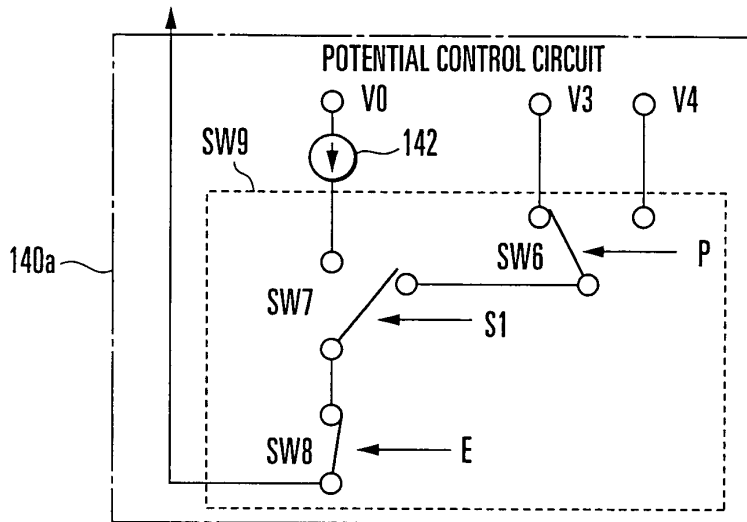 POTENTIAL CONTROL CIRCUIT
V0
V3
V4
SW9
142
140a
SW6
P
SW7
S1
SW8
E